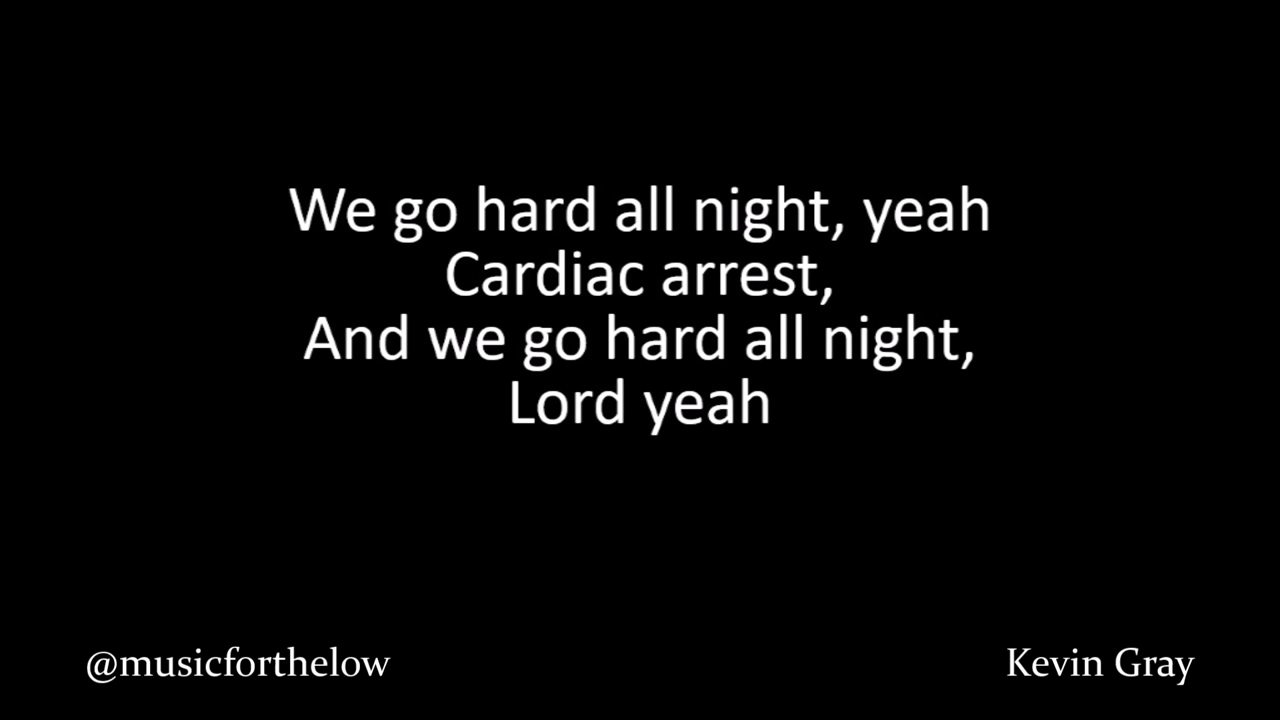 We go hard all night, yeah
Cardiac arrest,
And we go hard all night,
Lord yeah
@musicforthelow
Kevin Gray